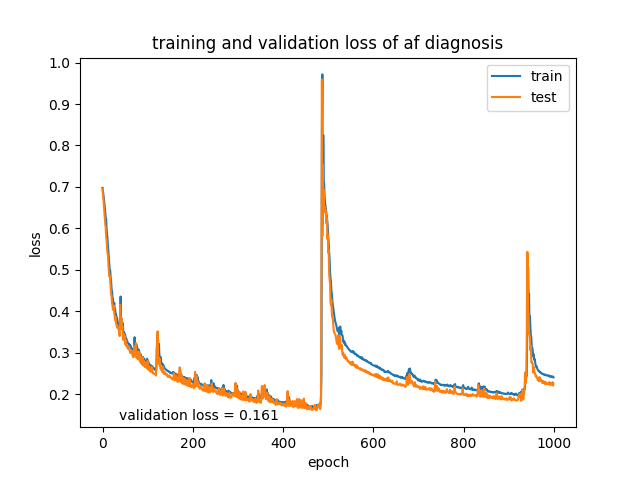 training and validation loss of af diagnosis
train
test
1.0
0.9
0.8
0.7
0.6
0.5
0.4
0.3
0.2
loss
validation loss = 0.161
0
200
400
600
800
1000
epoch